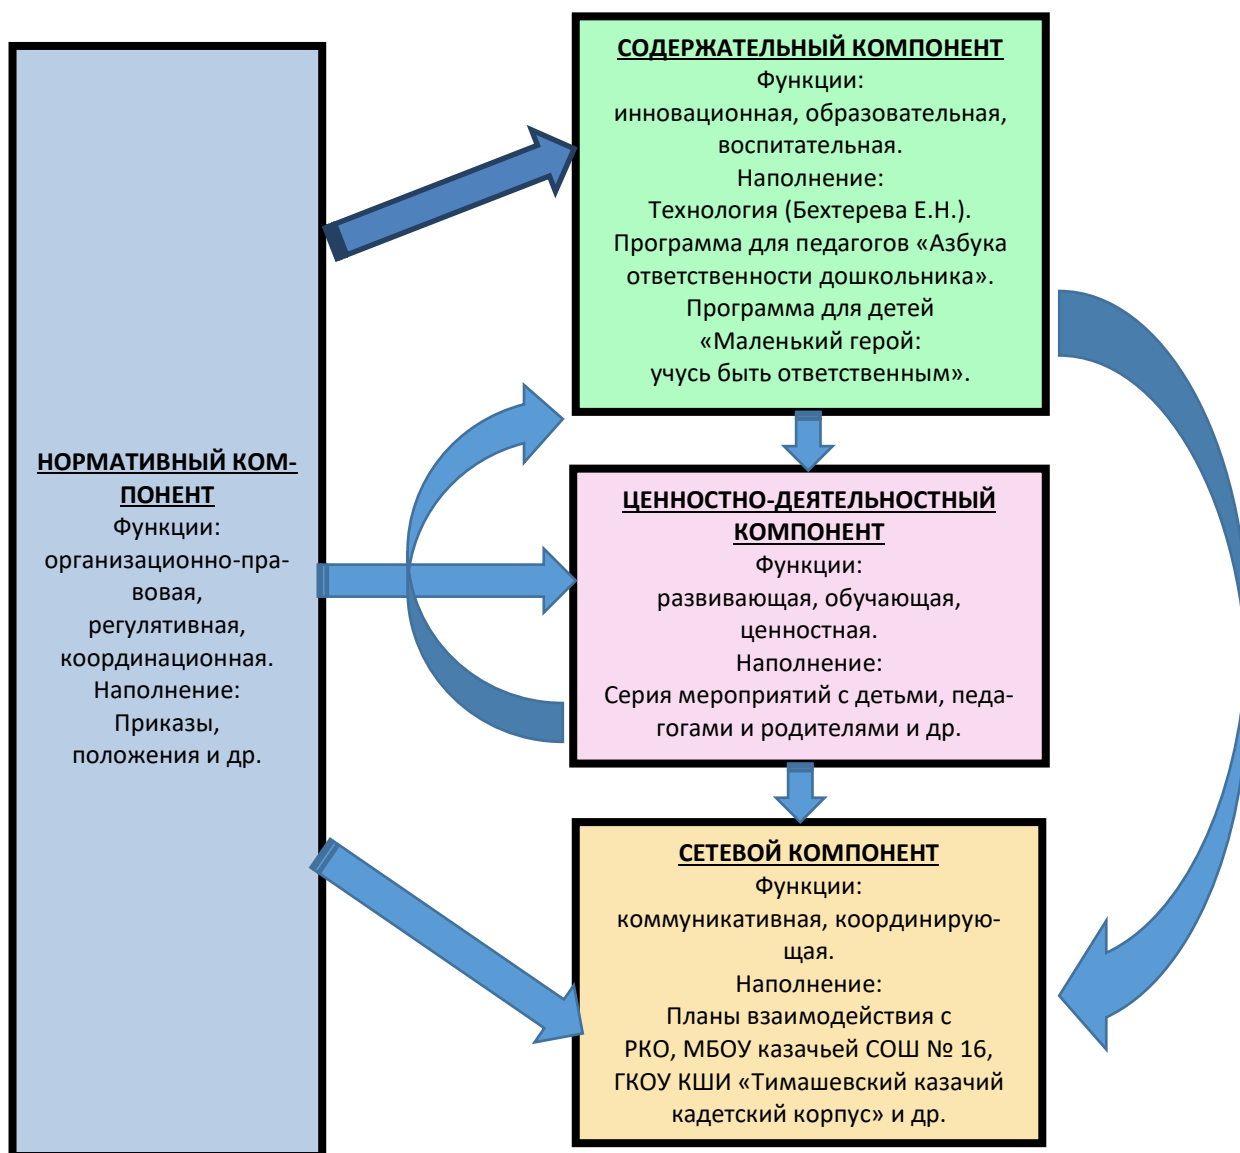 НОРМАТИВНЫЙ КОМ-
ПОНЕНТ
Функции:
организационно-пра-
вовая,
регулятивная,
координационная.
Наполнение:
Приказы,
положения и др.
СОДЕРЖАТЕЛЬНЫЙ КОМПОНЕНТ
Функции:
инновационная, образовательная,
воспитательная.
Наполнение:
Технология (Бехтерева Е.Н.).
Программа для педагогов «Азбука
ответственности дошкольника».
Программа для детей
«Маленький герой:
учусь быть ответственным».
ЦЕННОСТНО-ДЕЯТЕЛЬНОСТНЫЙ
КОМПОНЕНТ
Функции:
развивающая, обучающая,
ценностная.
Наполнение:
Серия мероприятий с детьми, педа-
гогами и родителями и др.
СЕТЕВОЙ КОМПОНЕНТ
Функции:
коммуникативная, координирую-
щая.
Наполнение:
Планы взаимодействия с
РКО, МБОУ казачьей СОШ № 16,
ГКОУ КШИ «Тимашевский казачий
кадетский корпус» и др.